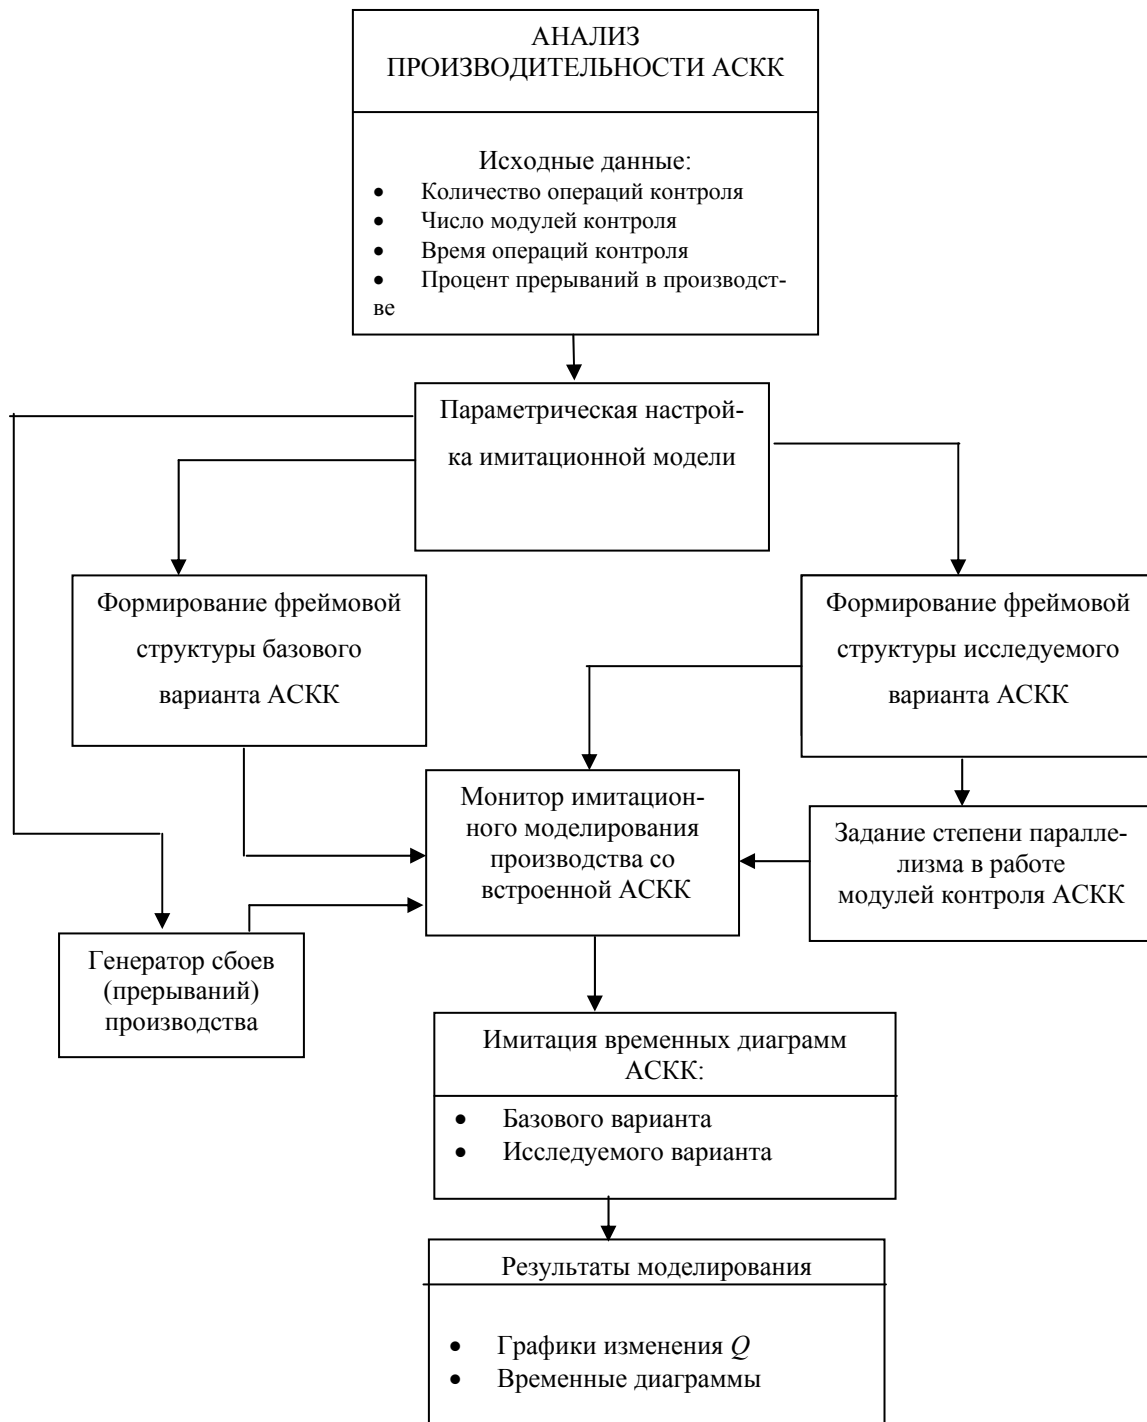 АНАЛИЗ
ПРОИЗВОДИТЕЛЬНОСТИ АСКК
Исходные данные:
• Количество операций контроля
• Число модулей контроля
• Время операций контроля
• Процент прерываний в производст-
ве
Параметрическая настрой-
ка имитационной модели
Формирование фреймовой
структуры базового
варианта АСКК
Формирование фреймовой
структуры исследуемого
варианта АСКК
Монитор имитацион-
ного моделирования
производства со
встроенной АСКК
Задание степени паралле-
лизма в работе
модулей контроля АСКК
Генератор сбоев
(прерываний)
производства
Имитация временных диаграмм
АСКК:
• Базового варианта
• Исследуемого варианта
Результаты моделирования
• Графики изменения Q
• Временные диаграммы